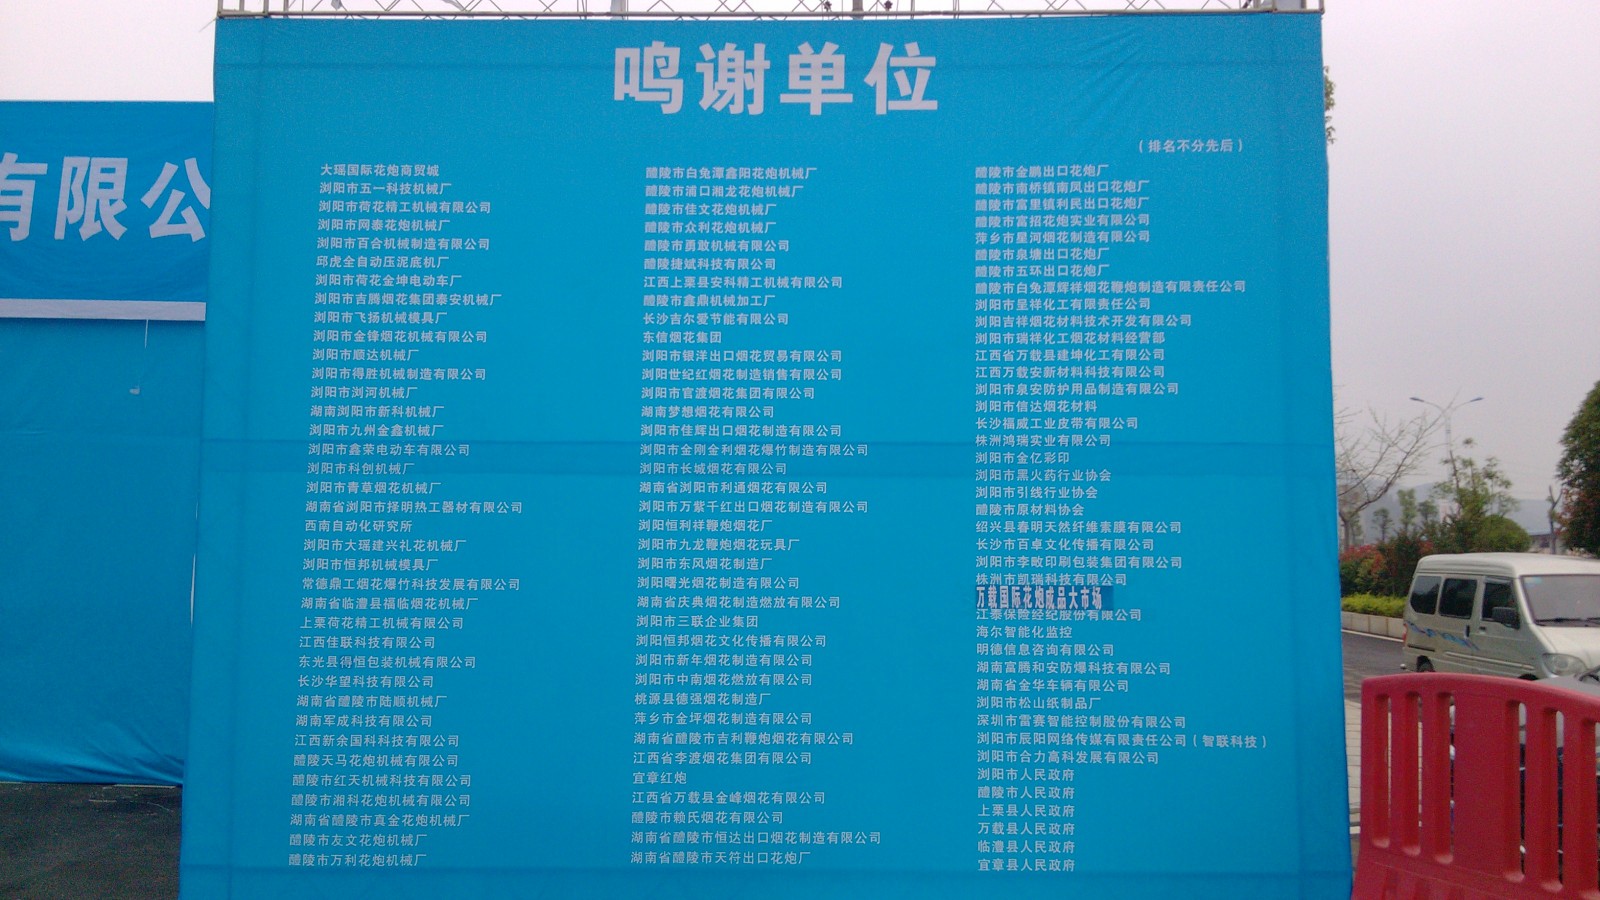 鸣谢单位
(排名不分先后)
有限公
大瑶国际花炮商贸城
浏阳市五一科技机械厂
浏阳市荷花精工机械有限公司
浏阳市网泰花炮机械厂
浏阳市百合机械制造有限公司
邱虎全自动压泥底机厂
浏阳市荷花金坤电动车厂
浏阳市吉腾烟花集团泰安机械厂
浏阳市飞扬机械模具厂
浏阳市金锋烟花机械有限公司
浏阳市顺达机械厂
浏阳市得胜机械制造有限公司
浏阳市浏河机械厂
湖南浏阳市新科机械厂
浏阳市九州金鑫机械厂
浏阳市鑫荣电动车有限公司
浏阳市科创机械厂
浏阳市青草烟花机械厂
湖南省浏阳市择明热工器材有限公司
西南自动化研究所
浏阳市大瑶建兴礼花机械厂
浏阳市恒邦机械模具厂
常德鼎工烟花爆竹科技发展有限公司
湖南省临澧县福临烟花机械厂
上栗荷花精工机械有限公司
江西佳联科技有限公司
东光县得恒包装机械有限公司
长沙华望科技有限公司
湖南省醴陵市陆顺机械厂
湖南军成科技有限公司
江西新余国科科技有限公司
醴陵天马花炮机械有限公司
醴陵市红天机械科技有限公司
醴陵市湘科花炮机械有限公司
湖南省醴陵市真金花炮机械厂
醴陵市友文花炮机械厂
醴陵市万利花炮机械厂
醴陵市白兔潭鑫阳花炮机械厂
醴陵市浦口湘龙花炮机械厂
醴陵市佳文花炮机械厂
醴陵市众利花炮机械厂
醴陵市勇敢机械有限公司
醴陵捷斌科技有限公司
江西上栗县安科精工机械有限公司
醴陵市鑫鼎机械加工厂
长沙吉尔爱节能有限公司
东信烟花集团
浏阳市银洋出口烟花贸易有限公司
浏阳世纪红烟花制造销售有限公司
浏阳市官渡烟花集团有限公司
湖南梦想烟花有限公司
浏阳市佳辉出口烟花制造有限公司
浏阳市金刚金利烟花爆竹制造有限公司
浏阳市长城烟花有限公司
湖南省浏阳市利通烟花有限公司
浏阳市万紫千红出口烟花制造有限公司
浏阳恒利祥鞭炮烟花厂
浏阳市九龙鞭炮烟花玩具厂
浏阳市东风烟花制造厂
浏阳曙光烟花制造有限公司
湖南省庆典烟花制造燃放有限公司
浏阳市三联企业集团
浏阳恒邦烟花文化传播有限公司
浏阳市新年烟花制造有限公司
浏阳市中南烟花燃放有限公司
桃源县德强烟花制造厂
萍乡市金坪烟花制造有限公司
湖南省醴陵市吉利鞭炮烟花有限公司
江西省李渡烟花集团有限公司
宜章红炮
江西省万载县金峰烟花有限公司
醴陵市赖氏烟花有限公司
湖南省醴陵市恒达出口烟花制造有限公司
湖南省醴陵市天符出口花炮厂
醴陵市金鹏出口花炮厂
醴陵市南桥镇南凤出口花炮厂
醴陵市富里镇利民出口花炮厂
醴陵市富招花炮实业有限公司
萍乡市星河烟花制造有限公司
醴陵市泉塘出口花炮厂
醴陵市五环出口花炮厂
醴陵市白兔潭辉祥烟花鞭炮制造有限责任公司
浏阳市呈祥化工有限责任公司
浏阳吉祥烟花材料技术开发有限公司
浏阳市瑞祥化工烟花材料经营部
江西省万载县建坤化工有限公司
江西万载安新材料科技有限公司
浏阳市泉安防护用品制造有限公司
浏阳市信达烟花材料
长沙福威工业皮带有限公司
株洲鸿瑞实业有限公司
浏阳市金亿彩印
浏阳市黑火药行业协会
浏阳市引线行业协会
醴陵市原材料协会
绍兴县春明天然纤维素膜有限公司
长沙市百卓文化传播有限公司
浏阳市李畋印刷包装集团有限公司
株洲市凯瑞科技有限公司
万载国际花炮成品大市场
江泰保险经纪股份有限公司
海尔智能化监控
明德信息咨询有限公司
湖南富腾和安防爆科技有限公司
湖南省金华车辆有限公司
浏阳市松山纸制品厂
深圳市雷赛智能控制股份有限公司
浏阳市辰阳网络传媒有限责任公司(智联科技)
浏阳市合力高科发展有限公司
浏阳市人民政府
醴陵市人民政府
上栗县人民政府
万载县人民政府
临澧县人民政府
宜章县人民政府